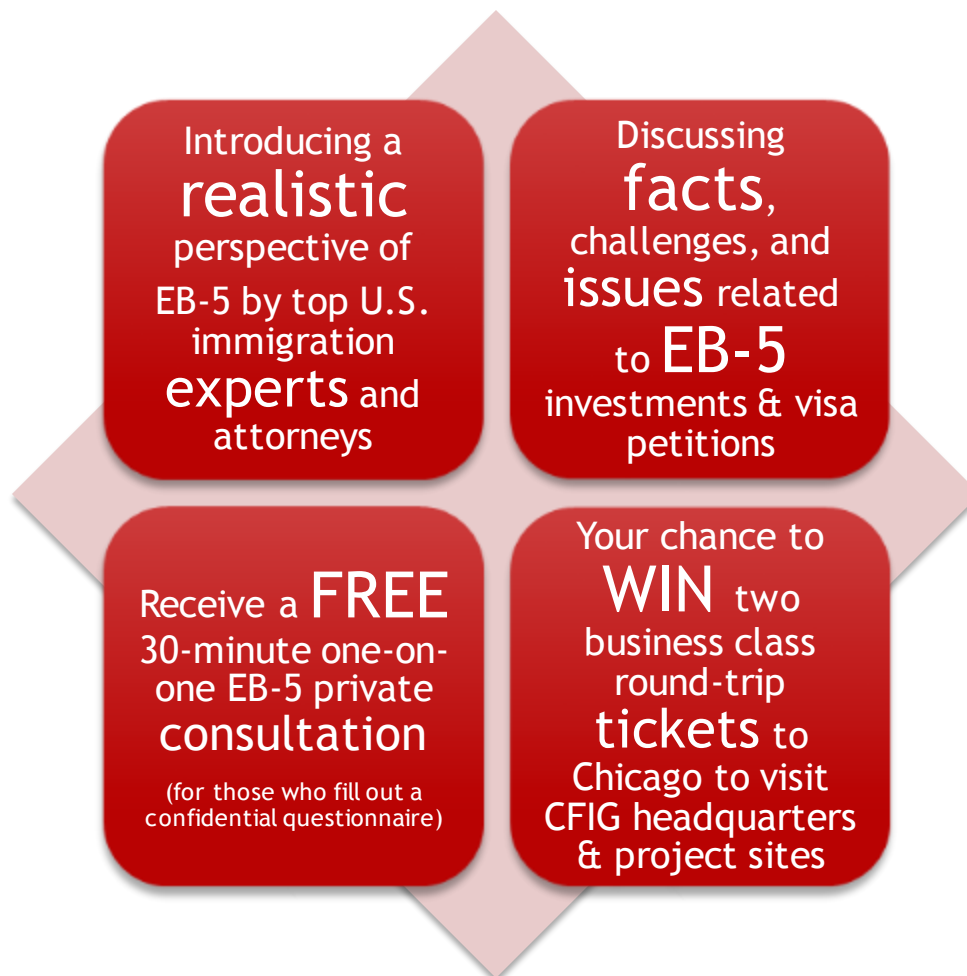 Introducing a
realistic
perspective of
EB-5 by top U.S.
immigration
experts and
attorneys
Discussing
facts,
challenges, and
issues related
to EB-5
investments & visa
petitions
Receive a FREE
30-minute one-on-
one EB-5 private
consultation
(for those who fill out a
confidential questionnaire)
Your chance to
WIN two
business class
round-trip
tickets to
Chicago to visit
CFIG headquarters
& project sites